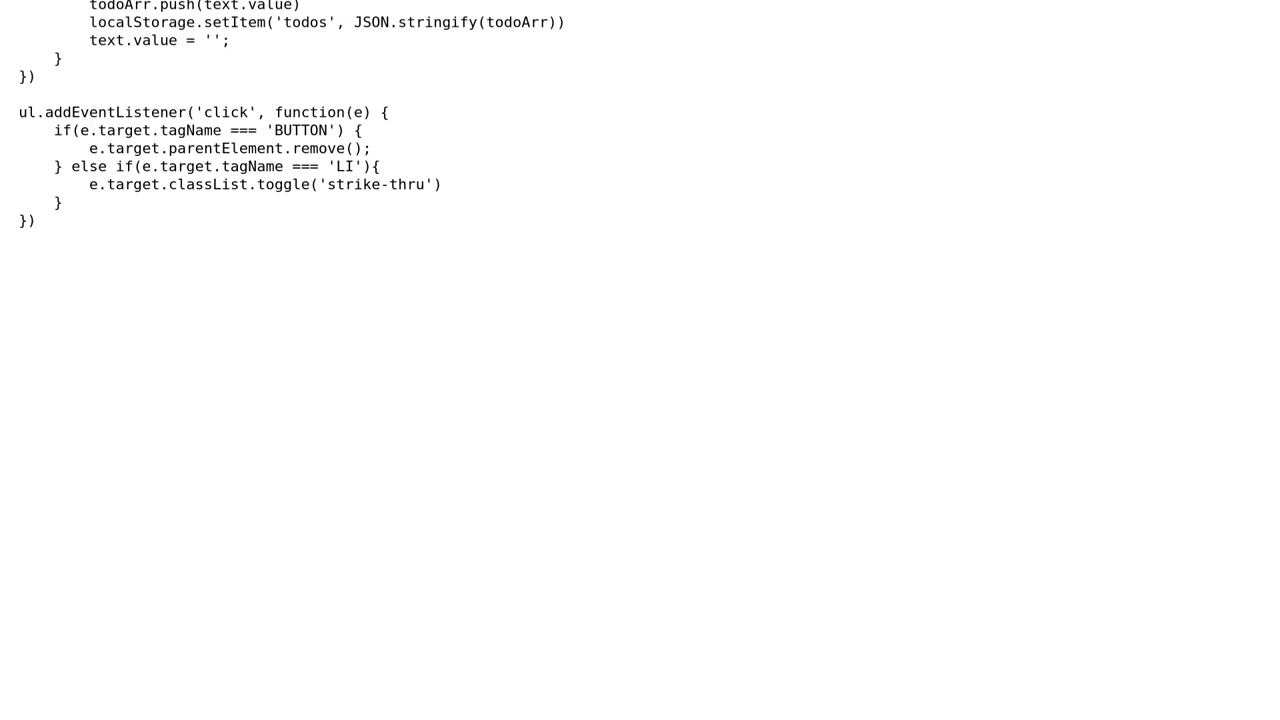 todoArr.push(text.value)
localStorage.setItem('todos', JSON.stringify(todoArr))
text.value = '';
}
})
ul.addEventListener('click', function(e) {
if(e.target.tagName === 'BUTTON') {
e.target.parentElement.remove();
} else if(e.target.tagName === 'LI'){
e.target.classList.toggle('strike-thru')
}
})